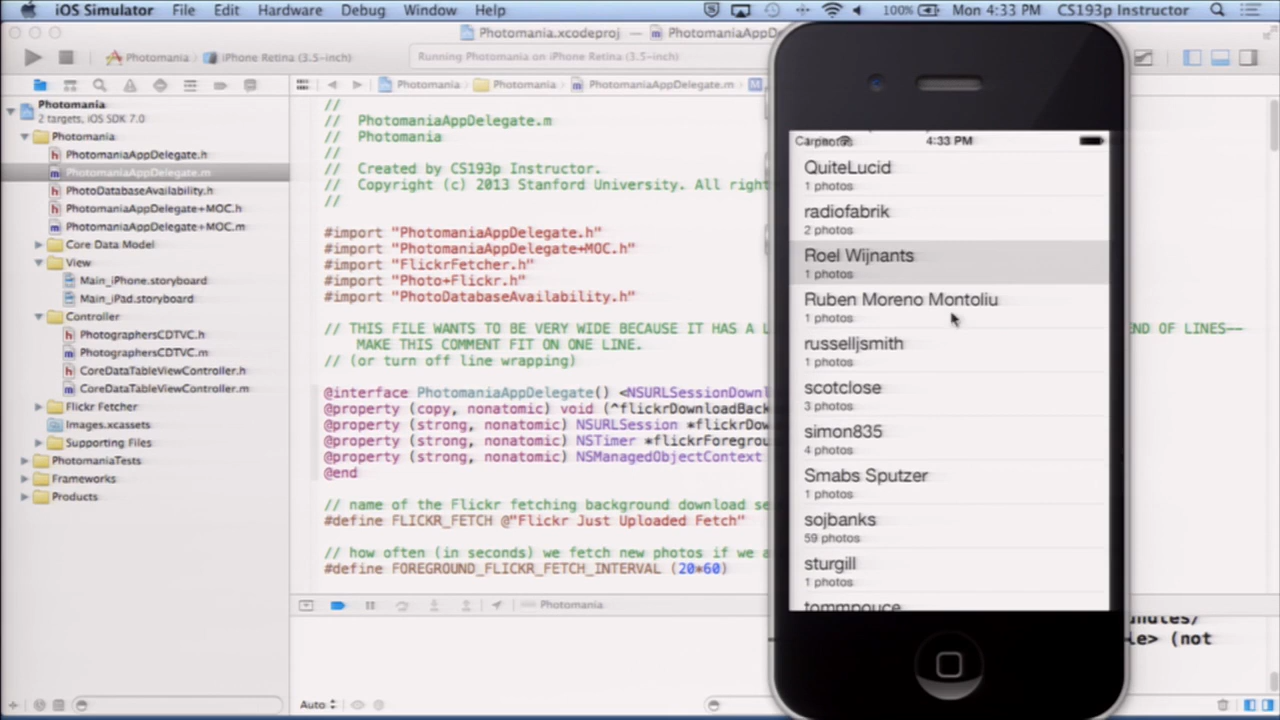 iOS Simulator File Edit Hardware Debug Window Help 100% Mon 4:33 PM CS193p Instructor
Photomania.xcodeproj — PhotomaniaAppD
Photomania iPhone Retina (3.5-inch) Running Photomania on iPhone Retina (3.5-inch)
Photomania Photomania PhotomaniaAppDelegate.m
Photomania
2 targets, iOS SDK 7.0
Photomania
PhotomaniaAppDelegate.h
PhotomaniaAppDelegate.m
PhotoDatabaseAvailability.h
PhotomaniaAppDelegate+MOC.h
PhotomaniaAppDelegate+MOC.m
Core Data Model
View
Main_iPhone.storyboard
Main_iPad.storyboard
Controller
PhotographersCDTVC.h
PhotographersCDTVC.m
CoreDataTableViewController.h
CoreDataTableViewController.m
Flickr Fetcher
Images.xcassets
Supporting Files
PhotomaniaTests
Frameworks
Products
//
// PhotomaniaAppDelegate.m
// Photomania
//
// Created by CS193p Instructor.
// Copyright (c) 2013 Stanford University. All right
//
#import "PhotomaniaAppDelegate.h"
#import "PhotomaniaAppDelegate+MOC.h"
#import "FlickrFetcher.h"
#import "Photo+Flickr.h"
#import "PhotoDatabaseAvailability.h"
// THIS FILE WANTS TO BE VERY WIDE BECAUSE IT HAS A L END OF LINES--
MAKE THIS COMMENT FIT ON ONE LINE.
// (or turn off line wrapping)
@interface PhotomaniaAppDelegate() <NSURLSessionDownl
@property (copy, nonatomic) void (^flickrDownloadBack
@property (strong, nonatomic) NSURLSession *flickrDow
@property (strong, nonatomic) NSTimer *flickrForegrou
@property (strong, nonatomic) NSManagedObjectContext
@end
// name of the Flickr fetching background download se
#define FLICKR_FETCH @"Flickr Just Uploaded Fetch"
// how often (in seconds) we fetch new photos if we a
#define FOREGROUND_FLICKR_FETCH_INTERVAL (20*60)
Photomania
Auto
nutes/
le> (not
4:33 PM
QuiteLucid
1 photos
radiofabrik
2 photos
Roel Wijnants
1 photos
Ruben Moreno Montoliu
1 photos
russelljsmith
1 photos
scotclose
3 photos
simon835
4 photos
Smabs Sputzer
1 photos
sojbanks
59 photos
sturgill
1 photos
tommpouce